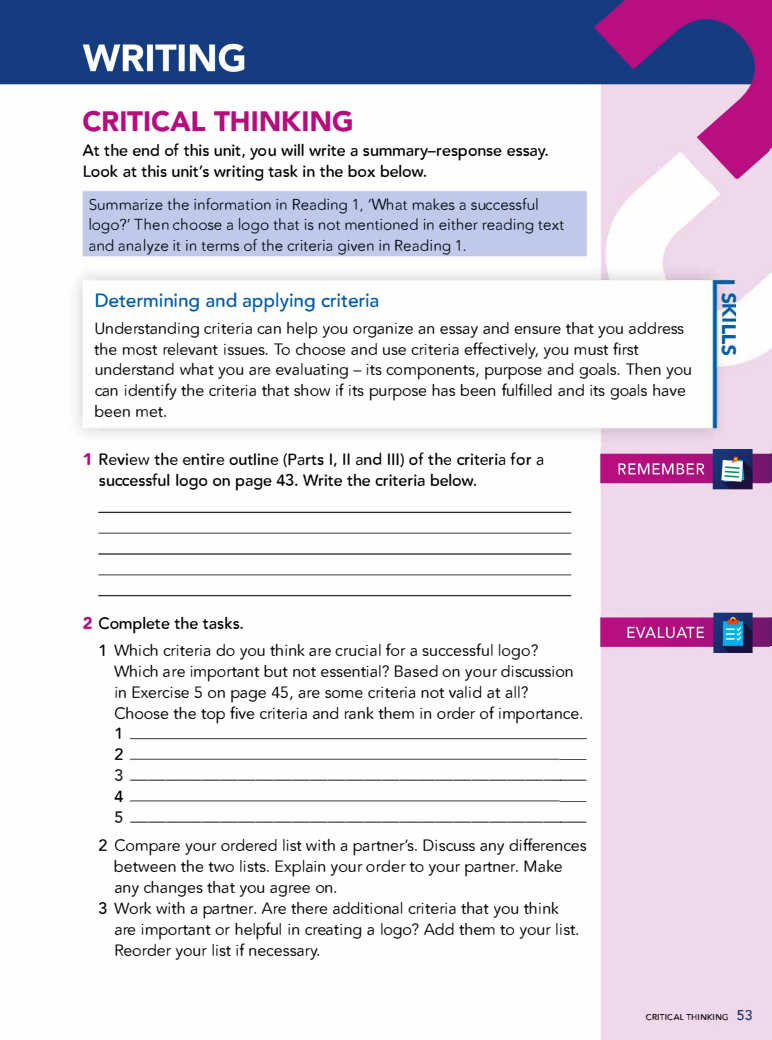 WRITING
CRITICAL THINKING
At the end of this unit, you will write a summary–response essay.
Look at this unit's writing task in the box below.
Summarize the information in Reading 1, 'What makes a successful
logo?' Then choose a logo that is not mentioned in either reading text
and analyze it in terms of the criteria given in Reading 1.
SKILLS
Determining and applying criteria
Understanding criteria can help you organize an essay and ensure that you address
the most relevant issues. To choose and use criteria effectively, you must first
understand what you are evaluating – its components, purpose and goals. Then you
can identify the criteria that show if its purpose has been fulfilled and its goals have
been met.
1 Review the entire outline (Parts I, II and III) of the criteria for a
successful logo on page 43. Write the criteria below.
REMEMBER
2 Complete the tasks.
EVALUATE
1 Which criteria do you think are crucial for a successful logo?
Which are important but not essential? Based on your discussion
in Exercise 5 on page 45, are some criteria not valid at all?
Choose the top five criteria and rank them in order of importance.
1
2
3
4
5
2 Compare your ordered list with a partner's. Discuss any differences
between the two lists. Explain your order to your partner. Make
any changes that you agree on.
3 Work with a partner. Are there additional criteria that you think
are important or helpful in creating a logo? Add them to your list.
Reorder your list if necessary.
CRITICAL THINKING 53